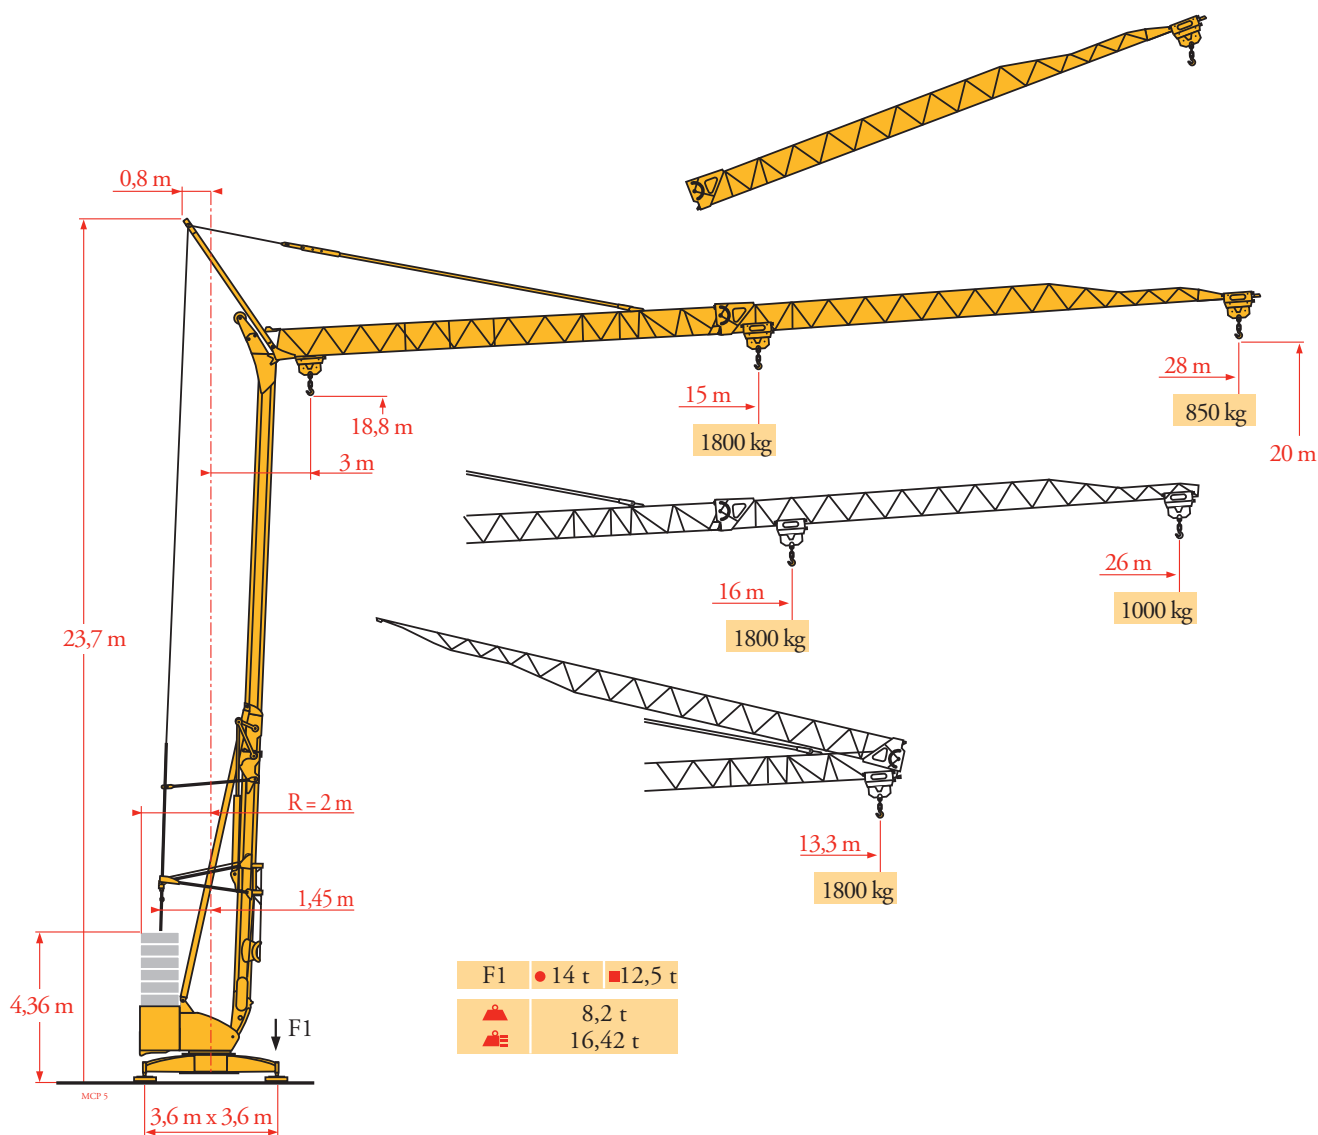 0,8 m
15 m
28 m
1800 kg
850 kg
18,8 m
20 m
3 m
16 m
26 m
1800 kg
1000 kg
23,7 m
R = 2 m
13,3 m
1800 kg
1,45 m
F1 14 t 12,5 t
8,2 t
16,42 t
4,36 m
F1
MCP 5
3,6 m x 3,6 m